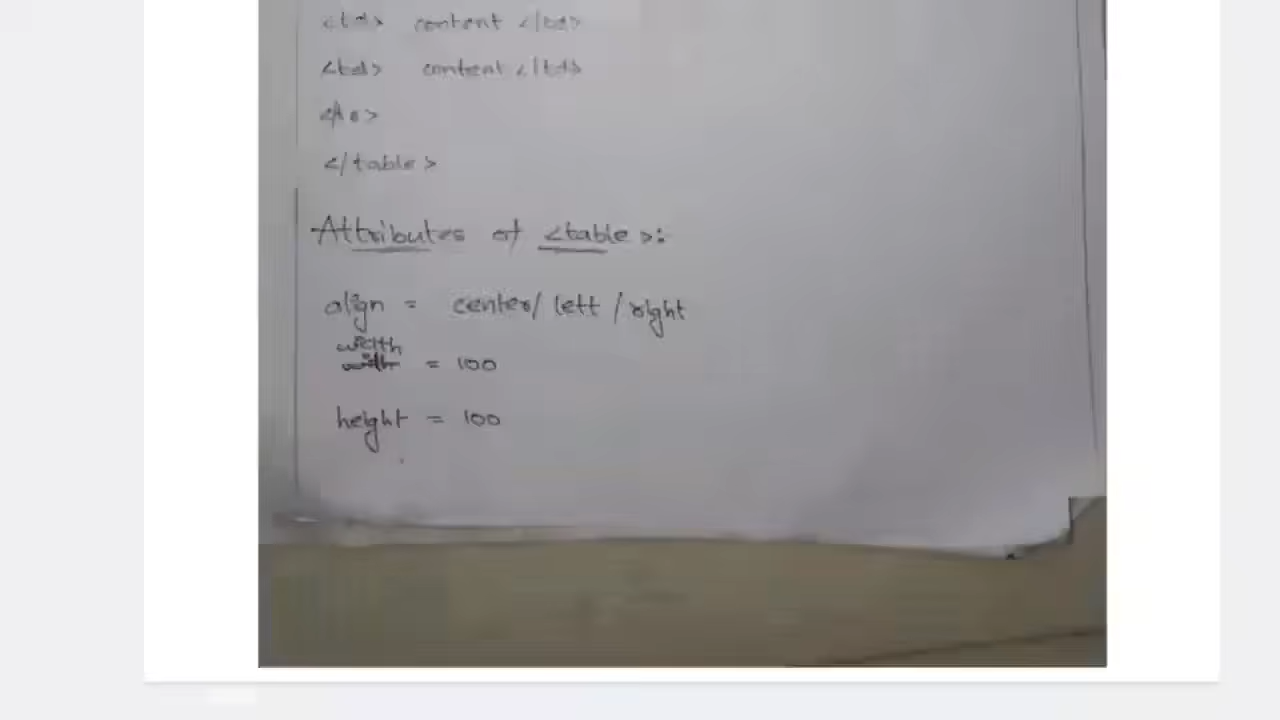 <td> content </td>
<td> content </td>
</tr>
</table>
Attributes of <table>:
align = center/ left / right
width
= 100
height = 100